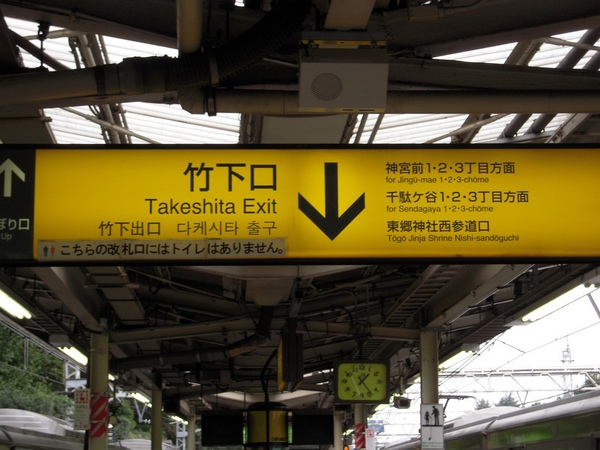 ぼり口
Up
竹下口
Takeshita Exit
竹下出口 다케시타 출구
こちらの改札口にはトイレはありません。
神宮前1・2・3丁目方面
for Jingū-mae 1・2・3-chōme
千駄ケ谷1・2・3丁目方面
for Sendagaya 1・2・3-chōme
東郷神社西参道口
Tōgō Jinja Shrine Nishi-sandōguchi